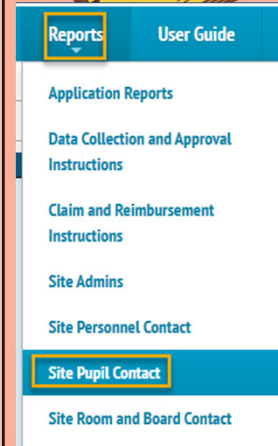 Reports User Guide
Application Reports
Data Collection and Approval
Instructions
Claim and Reimbursement
Instructions
Site Admins
Site Personnel Contact
Site Pupil Contact
Site Room and Board Contact